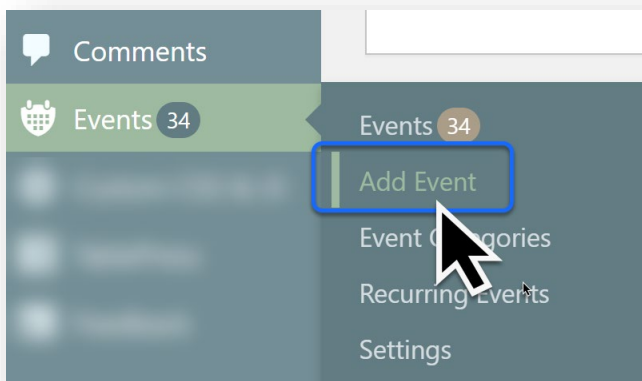 Comments
Events 34
Events 34
Add Event
Event Categories
Recurring Events
Settings